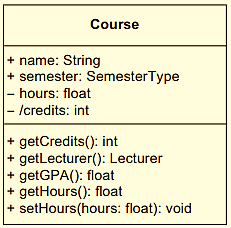 Course
+ name: String
+ semester: SemesterType
– hours: float
– /credits: int
+ getCredits(): int
+ getLecturer(): Lecturer
+ getGPA(): float
+ getHours(): float
+ setHours(hours: float): void